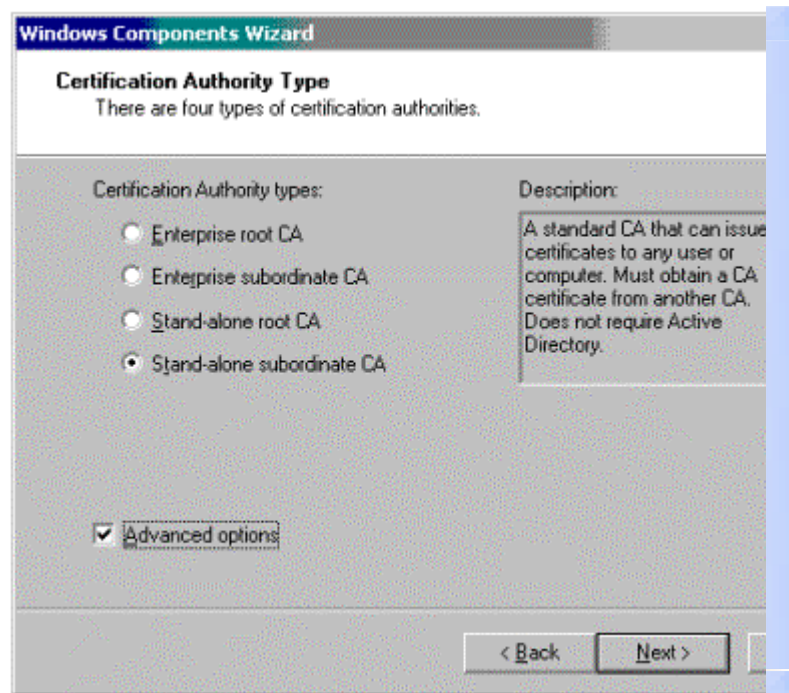 Windows Components Wizard
Certification Authority Type
There are four types of certification authorities.
Certification Authority types:
Enterprise root CA
Enterprise subordinate CA
Stand-alone root CA
Stand-alone subordinate CA
Description:
A standard CA that can issue
certificates to any user or
computer. Must obtain a CA
certificate from another CA.
Does not require Active
Directory.
Advanced options
< Back
Next >